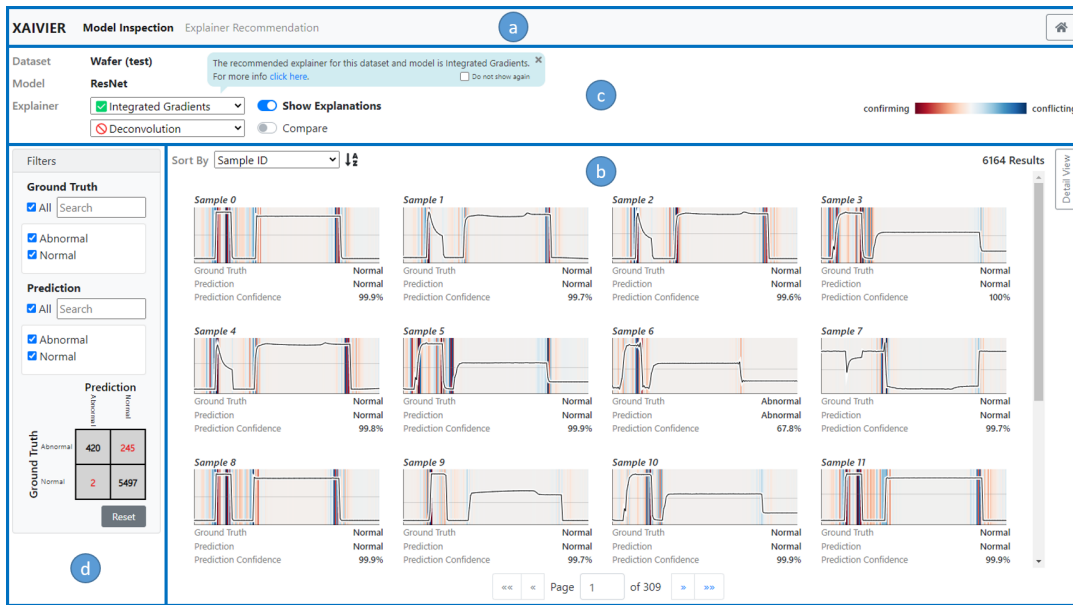 XAIVIER Model Inspection Explainer Recommendation
a
Dataset Wafer (test)
The recommended explainer for this dataset and model is Integrated Gradients. ×
For more info click here. Do not show again
Model ResNet
c
Explainer Integrated Gradients Show Explanations
confirming conflicting
Deconvolution Compare
Filters
Sort By Sample ID
b
6164 Results
Detail View
Ground Truth
All Search
Abnormal
Normal
Prediction
All Search
Abnormal
Normal
Prediction
Abnormal Normal
Ground Truth
Abnormal 420 245
Normal 2 5497
Reset
d
Sample 0 Sample 1 Sample 2 Sample 3
Ground Truth Normal Ground Truth Normal Ground Truth Normal Ground Truth Normal
Prediction Normal Prediction Normal Prediction Normal Prediction Normal
Prediction Confidence 99.9% Prediction Confidence 99.7% Prediction Confidence 99.6% Prediction Confidence 100%
Sample 4 Sample 5 Sample 6 Sample 7
Ground Truth Normal Ground Truth Normal Ground Truth Abnormal Ground Truth Normal
Prediction Normal Prediction Normal Prediction Abnormal Prediction Normal
Prediction Confidence 99.8% Prediction Confidence 99.9% Prediction Confidence 67.8% Prediction Confidence 99.7%
Sample 8 Sample 9 Sample 10 Sample 11
Ground Truth Normal Ground Truth Normal Ground Truth Normal Ground Truth Normal
Prediction Normal Prediction Normal Prediction Normal Prediction Normal
Prediction Confidence 99.9% Prediction Confidence 99.7% Prediction Confidence 99.9% Prediction Confidence 99.9%
«« « Page 1 of 309 » »»